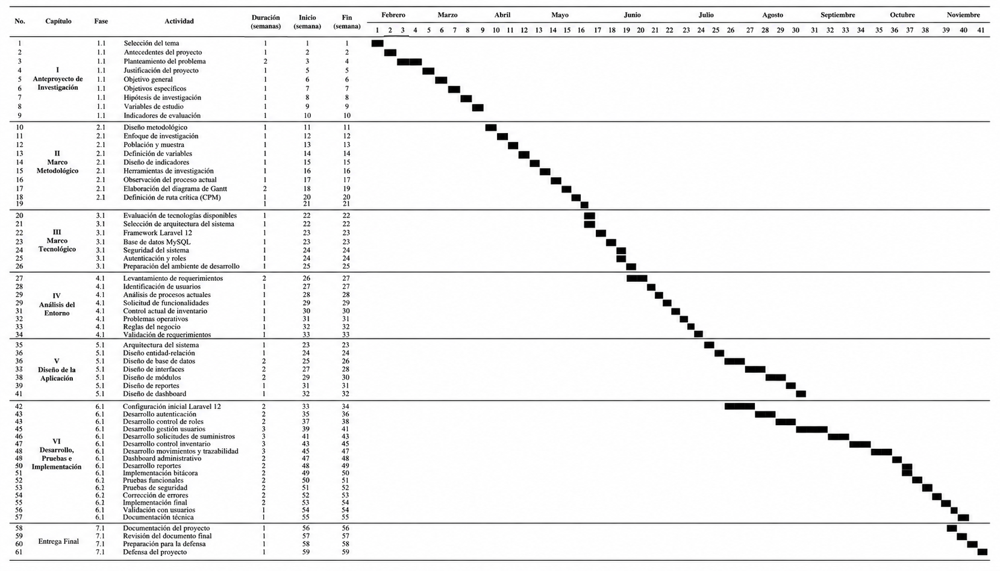 No. Capítulo Fase Actividad Duración (semanas) Inicio (semana) Fin (semana) Febrero Marzo Abril Mayo Junio Julio Agosto Septiembre Octubre Noviembre
1 2 3 4 5 6 7 8 9 10 11 12 13 14 15 16 17 18 19 20 21 22 23 24 25 26 27 28 29 30 31 32 33 34 35 36 37 38 39 40 41
I Anteproyecto de Investigación
1 1.1 Selección del tema 1 1 1
2 1.1 Antecedentes del proyecto 1 2 2
3 1.1 Planteamiento del problema 2 3 4
4 1.1 Justificación del proyecto 1 5 5
5 1.1 Objetivo general 1 6 6
6 1.1 Objetivos específicos 1 7 7
7 1.1 Hipótesis de investigación 1 8 8
8 1.1 Variables de estudio 1 9 9
9 1.1 Indicadores de evaluación 1 10 10
II Marco Metodológico
10 2.1 Diseño metodológico 1 11 11
11 2.1 Enfoque de investigación 1 12 12
12 2.1 Población y muestra 1 13 13
13 2.1 Definición de variables 1 14 14
14 2.1 Diseño de indicadores 1 15 15
15 2.1 Herramientas de investigación 1 16 16
16 2.1 Observación del proceso actual 1 17 17
17 2.1 Elaboración del diagrama de Gantt 2 18 19
18 2.1 Definición de ruta crítica (CPM) 1 20 20
19 1 21 21
III Marco Tecnológico
20 3.1 Evaluación de tecnologías disponibles 1 22 22
21 3.1 Selección de arquitectura del sistema 1 22 22
22 3.1 Framework Laravel 12 1 23 23
23 3.1 Base de datos MySQL 1 23 23
24 3.1 Seguridad del sistema 1 24 24
25 3.1 Autenticación y roles 1 24 24
26 3.1 Preparación del ambiente de desarrollo 1 25 25
IV Análisis del Entorno
27 4.1 Levantamiento de requerimientos 2 26 27
28 4.1 Identificación de usuarios 1 27 27
29 4.1 Análisis de procesos actuales 1 28 28
29 4.1 Solicitud de funcionalidades 1 29 29
31 4.1 Control actual de inventario 1 30 30
32 4.1 Problemas operativos 1 31 31
33 4.1 Reglas del negocio 1 32 32
34 4.1 Validación de requerimientos 1 33 33
V Diseño de la Aplicación
35 5.1 Arquitectura del sistema 1 23 23
36 5.1 Diseño entidad-relación 1 24 24
36 5.1 Diseño de base de datos 2 25 26
5.1 Diseño de interfaces 2 27 28
38 5.1 Diseño de módulos 2 29 30
39 5.1 Diseño de reportes 1 31 31
41 5.1 Diseño de dashboard 1 32 32
VI Desarrollo, Pruebas e Implementación
42 6.1 Configuración inicial Laravel 12 2 33 34
43 6.1 Desarrollo autenticación 2 35 36
43 6.1 Desarrollo control de roles 2 37 38
45 6.1 Desarrollo gestión usuarios 3 39 41
46 6.1 Desarrollo solicitudes de suministros 3 41 43
47 6.1 Desarrollo control inventario 3 43 45
48 6.1 Desarrollo movimientos y trazabilidad 3 45 47
48 6.1 Dashboard administrativo 2 47 48
50 6.1 Desarrollo reportes 2 48 49
51 6.1 Implementación bitácora 2 49 50
52 Pruebas funcionales 2 50 51
53 Pruebas de seguridad 2 51 52
54 Corrección de errores 2 52 53
55 Implementación final 2 53 54
56 6.1 Validación con usuarios 1 54 54
57 6.1 Documentación técnica 1 55 55
Entrega Final
58 7.1 Documentación del proyecto 1 56 56
59 7.1 Revisión del documento final 1 57 57
60 7.1 Preparación para la defensa 1 58 58
61 7.1 Defensa del proyecto 1 59 59